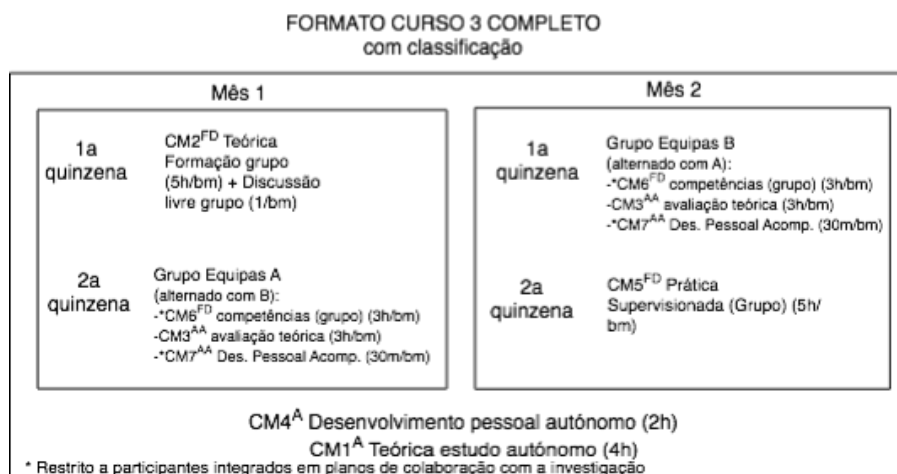 FORMATO CURSO 3 COMPLETO
com classificação
Mês 1
1a
quinzena
CM2FD Teórica
Formação grupo
(5h/bm) + Discussão
livre grupo (1/bm)
2a
quinzena
Grupo Equipas A
(alternado com B):
-*CM6FD competências (grupo) (3h/bm)
-CM3AA avaliação teórica (3h/bm)
-*CM7AA Des. Pessoal Acomp. (30m/bm)
Mês 2
1a
quinzena
Grupo Equipas B
(alternado com A):
-*CM6FD competências (grupo) (3h/bm)
-CM3AA avaliação teórica (3h/bm)
-*CM7AA Des. Pessoal Acomp. (30m/bm)
2a
quinzena
CM5FD Prática
Supervisionada (Grupo) (5h/
bm)
CM4A Desenvolvimento pessoal autónomo (2h)
CM1A Teórica estudo autónomo (4h)
* Restrito a participantes integrados em planos de colaboração com a investigação